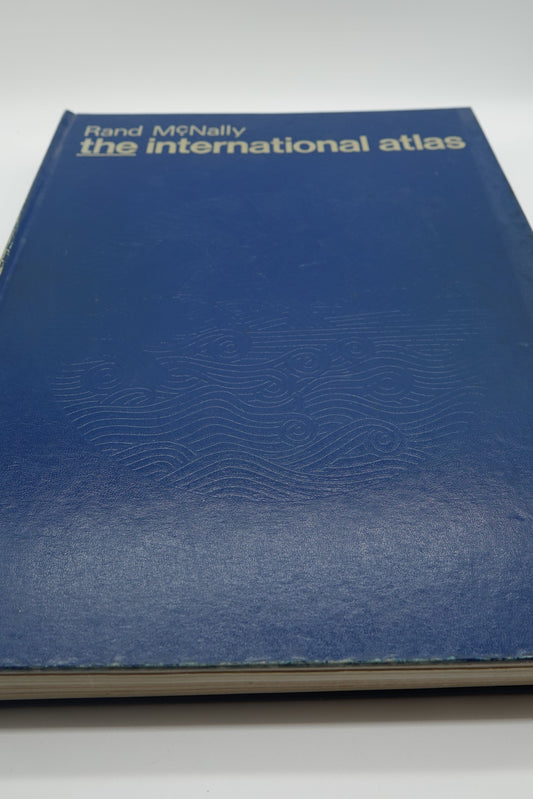 Rand McNally
the international atlas